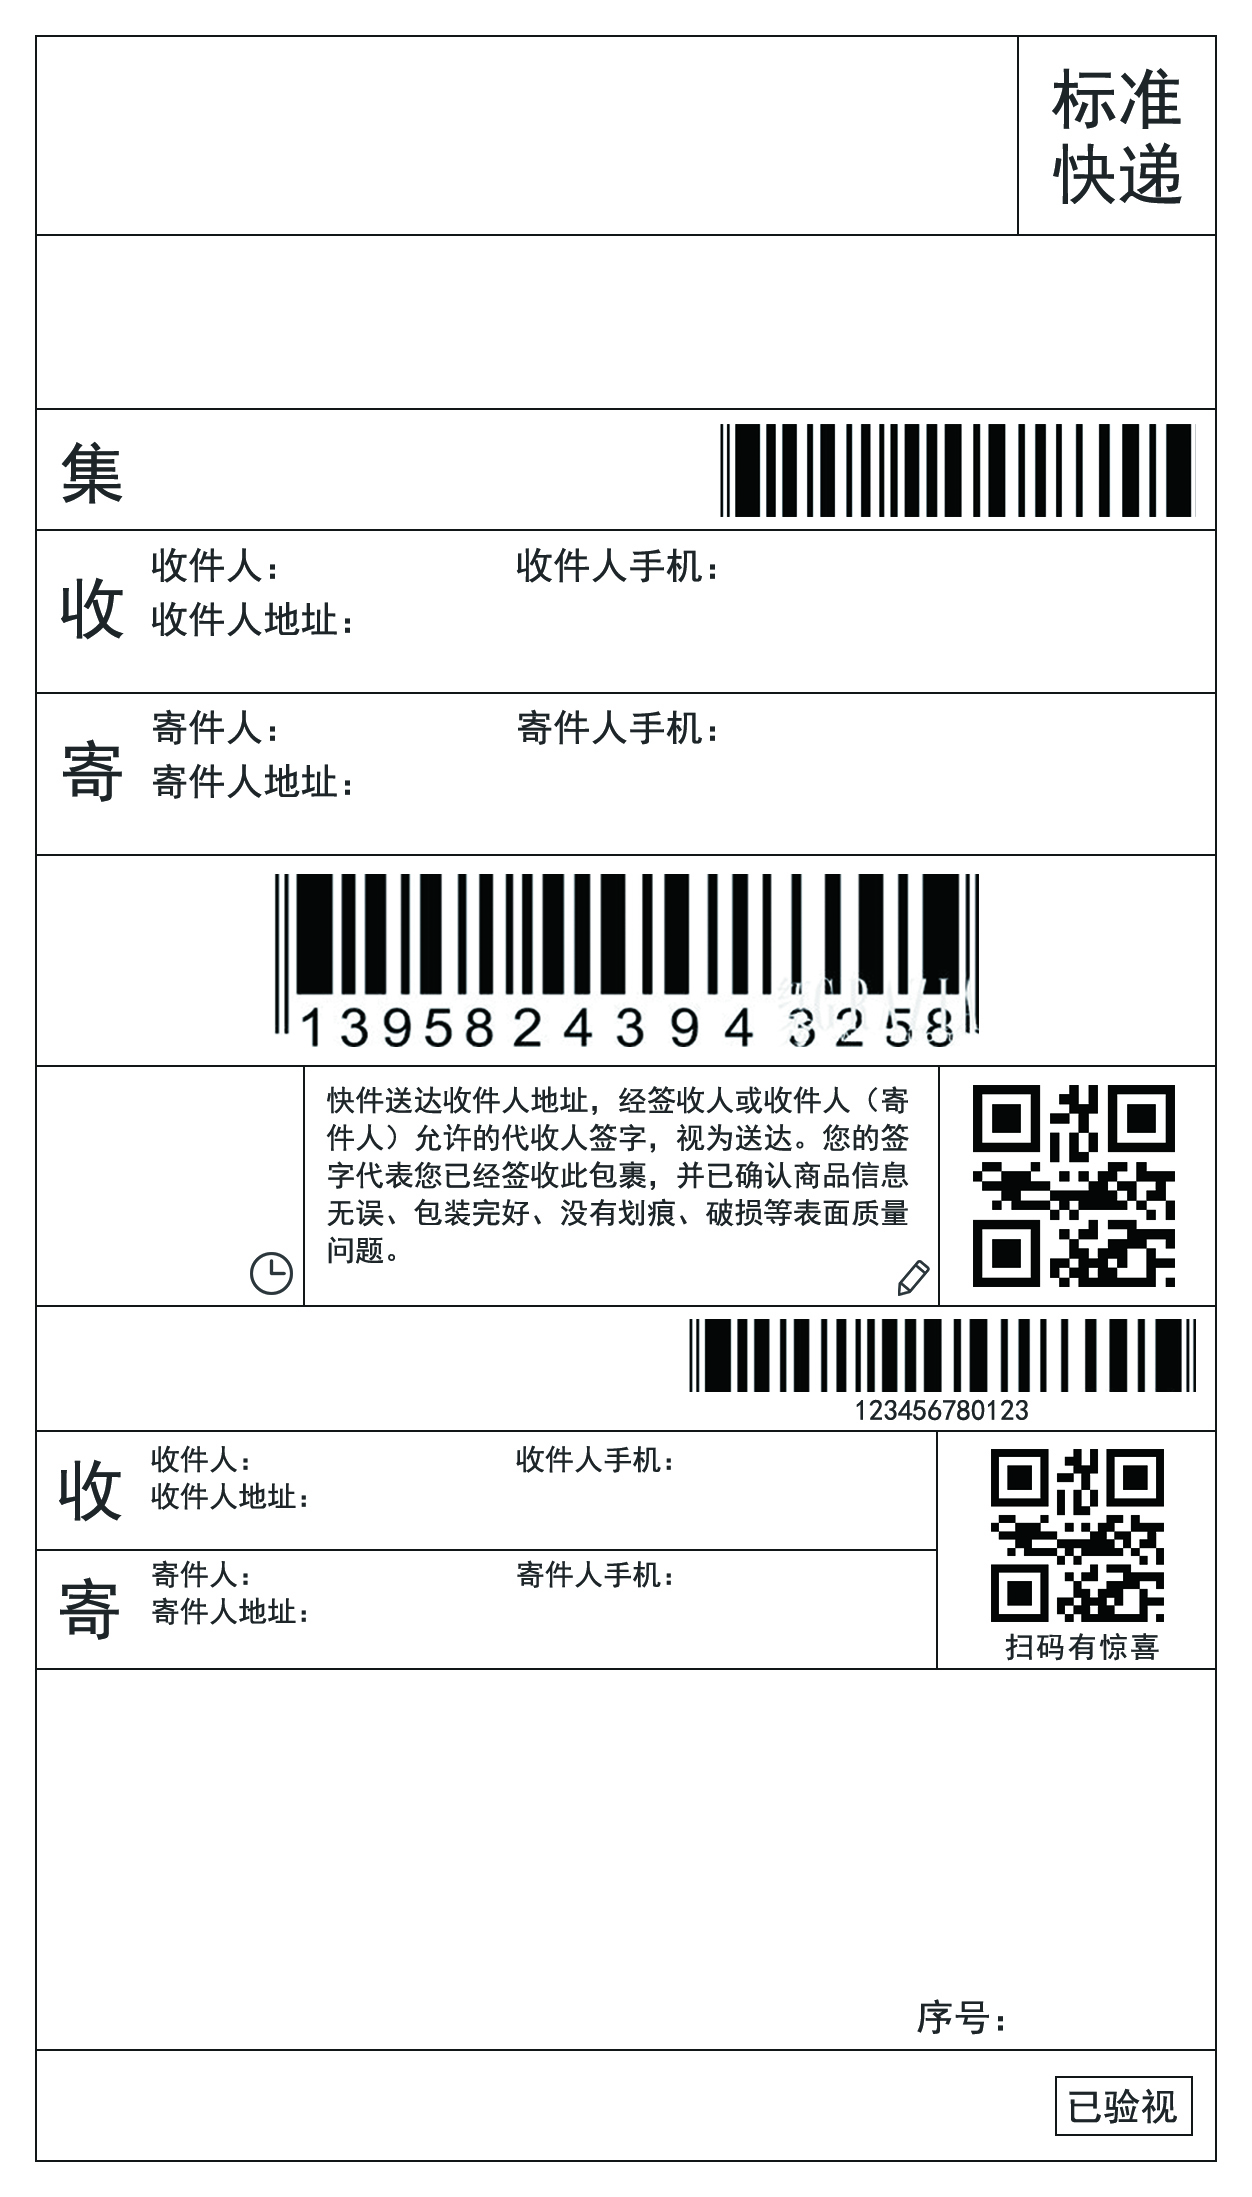 标准
快递
集
收
收件人： 收件人手机：
收件人地址：
寄
寄件人： 寄件人手机：
寄件人地址：
1395824394 3258
快件送达收件人地址，经签收人或收件人（寄
件人）允许的代收人签字，视为送达。您的签
字代表您已经签收此包裹，并已确认商品信息
无误、包装完好、没有划痕、破损等表面质量
问题。
123456780123
收
收件人： 收件人手机：
收件人地址：
寄
寄件人： 寄件人手机：
寄件人地址：
扫码有惊喜
序号：
已验视